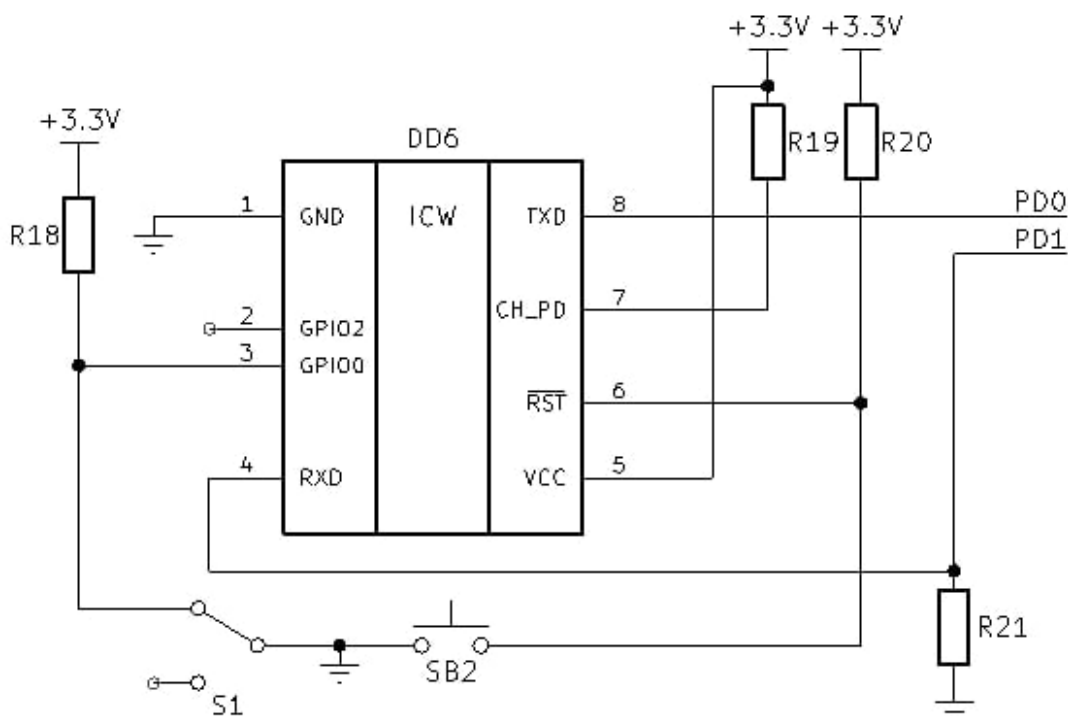 +3.3V +3.3V
+3.3V
DD6
R19
R20
1
GND
ICW
TXD
8
PD0
R18
PD1
2
GPIO2
CH_PD
7
3
GPIO0
R̅S̅T̅
6
4
RXD
VCC
5
SB2
R21
S1